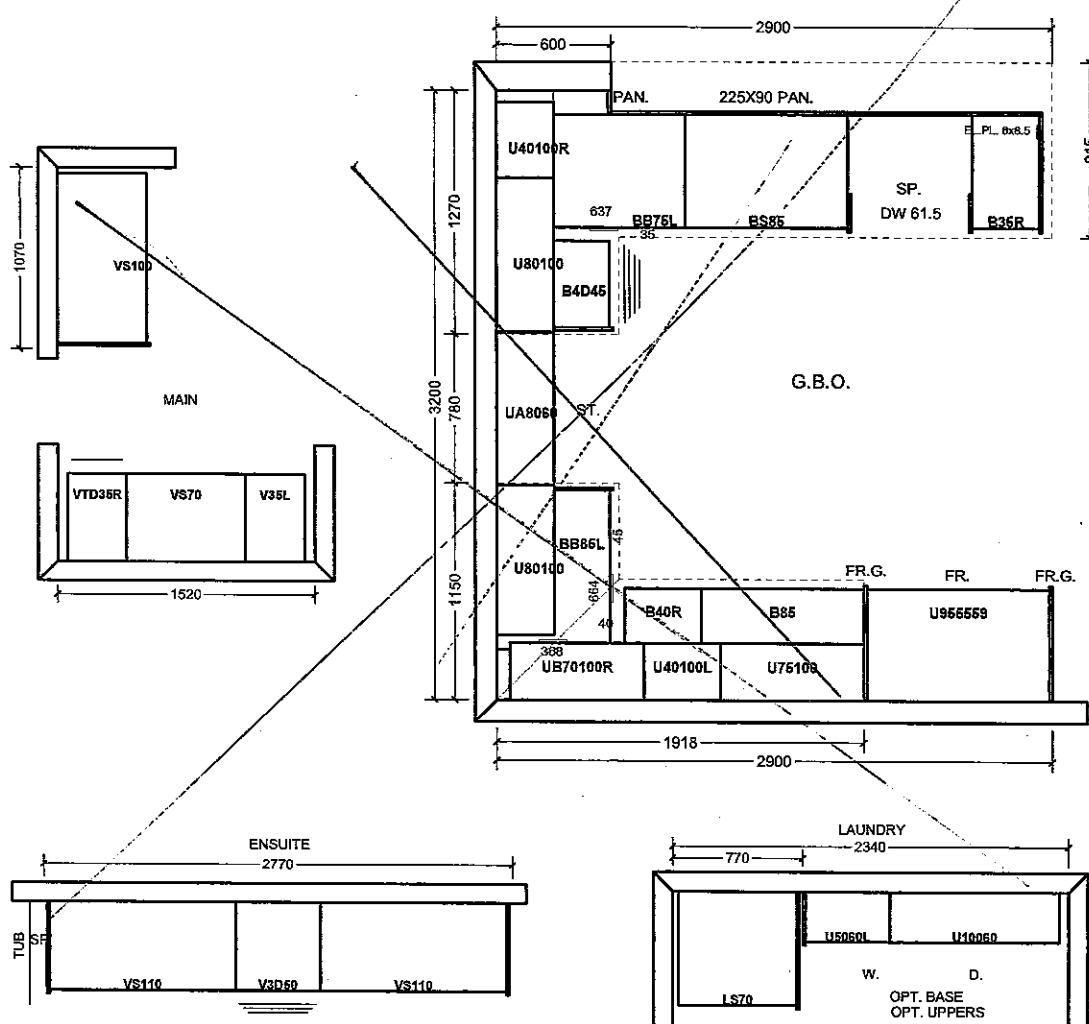 2900
600
PAN.
225X90 PAN.
U40100R
SP.
DW 61.5
637
BB75L
BS85
B36R
35
1270
U80100
B4D45
G.B.O.
3200
780
UA8060
ST.
1070
VS100
MAIN
VTD35R
VS70
V35L
1520
BB85L
45
U80100
1150
664
40
368
B40R
B85
FR.G.
FR.
FR.G.
U955559
UB70100R
U40100L
U75100
1918
2900
ENSUITE
2770
TUB
VS110
V3D50
VS110
LAUNDRY
2340
770
U5060L
U10060
W.
D.
LS70
OPT. BASE
OPT. UPPERS